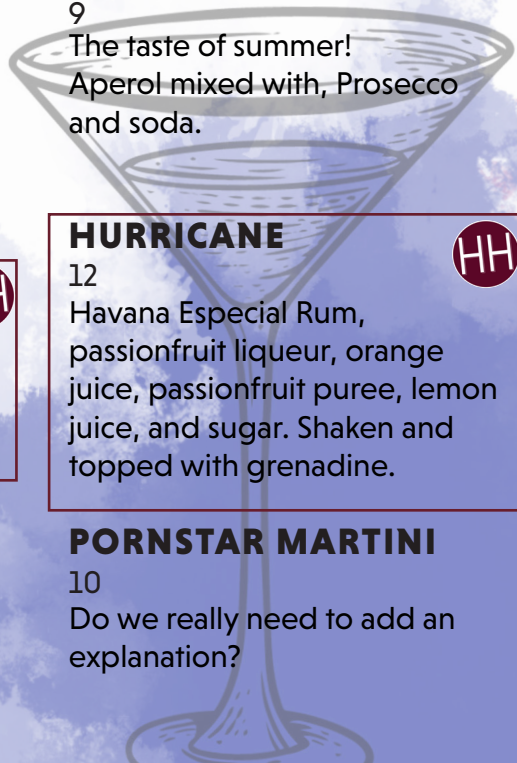 9
The taste of summer!
Aperol mixed with, Prosecco
and soda.
HURRICANE
HH
12
Havana Especial Rum,
passionfruit liqueur, orange
juice, passionfruit puree, lemon
juice, and sugar. Shaken and
topped with grenadine.
PORNSTAR MARTINI
10
Do we really need to add an
explanation?